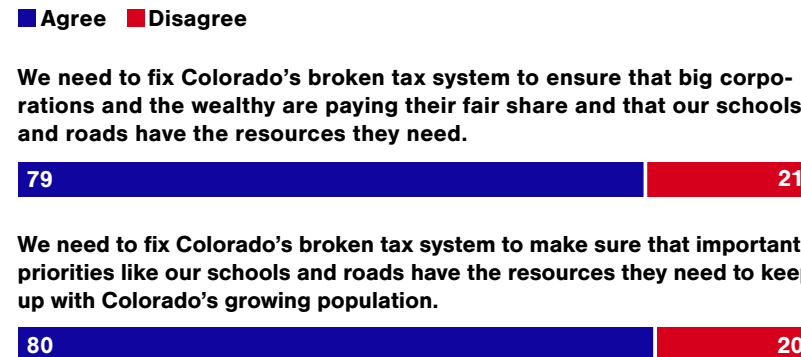 Agree Disagree
We need to fix Colorado’s broken tax system to ensure that big corpo-
rations and the wealthy are paying their fair share and that our schools
and roads have the resources they need.
79 21
We need to fix Colorado’s broken tax system to make sure that important
priorities like our schools and roads have the resources they need to keep
up with Colorado’s growing population.
80 20